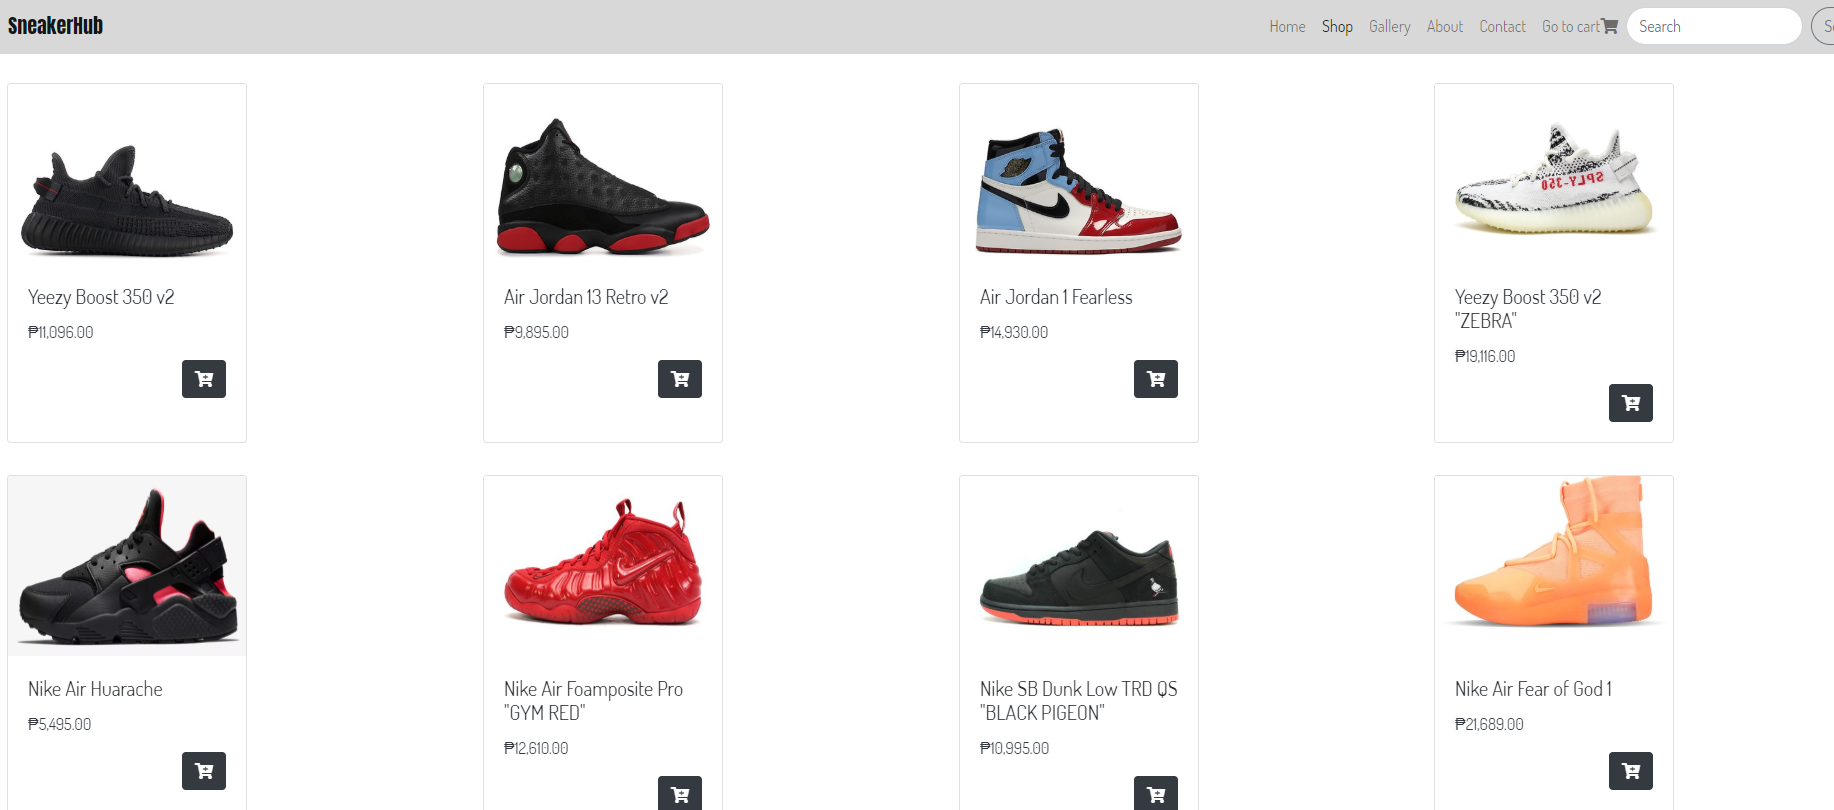 SneakerHub
Home Shop Gallery About Contact Go to cart Search
Yeezy Boost 350 v2
₱11,096.00
Air Jordan 13 Retro v2
₱9,895.00
Air Jordan 1 Fearless
₱14,930.00
SPLY-350
Yeezy Boost 350 v2
"ZEBRA"
₱19,116.00
Nike Air Huarache
₱5,495.00
Nike Air Foamposite Pro
"GYM RED"
₱12,610.00
Nike SB Dunk Low TRD QS
"BLACK PIGEON"
₱10,995.00
Nike Air Fear of God 1
₱21,689.00